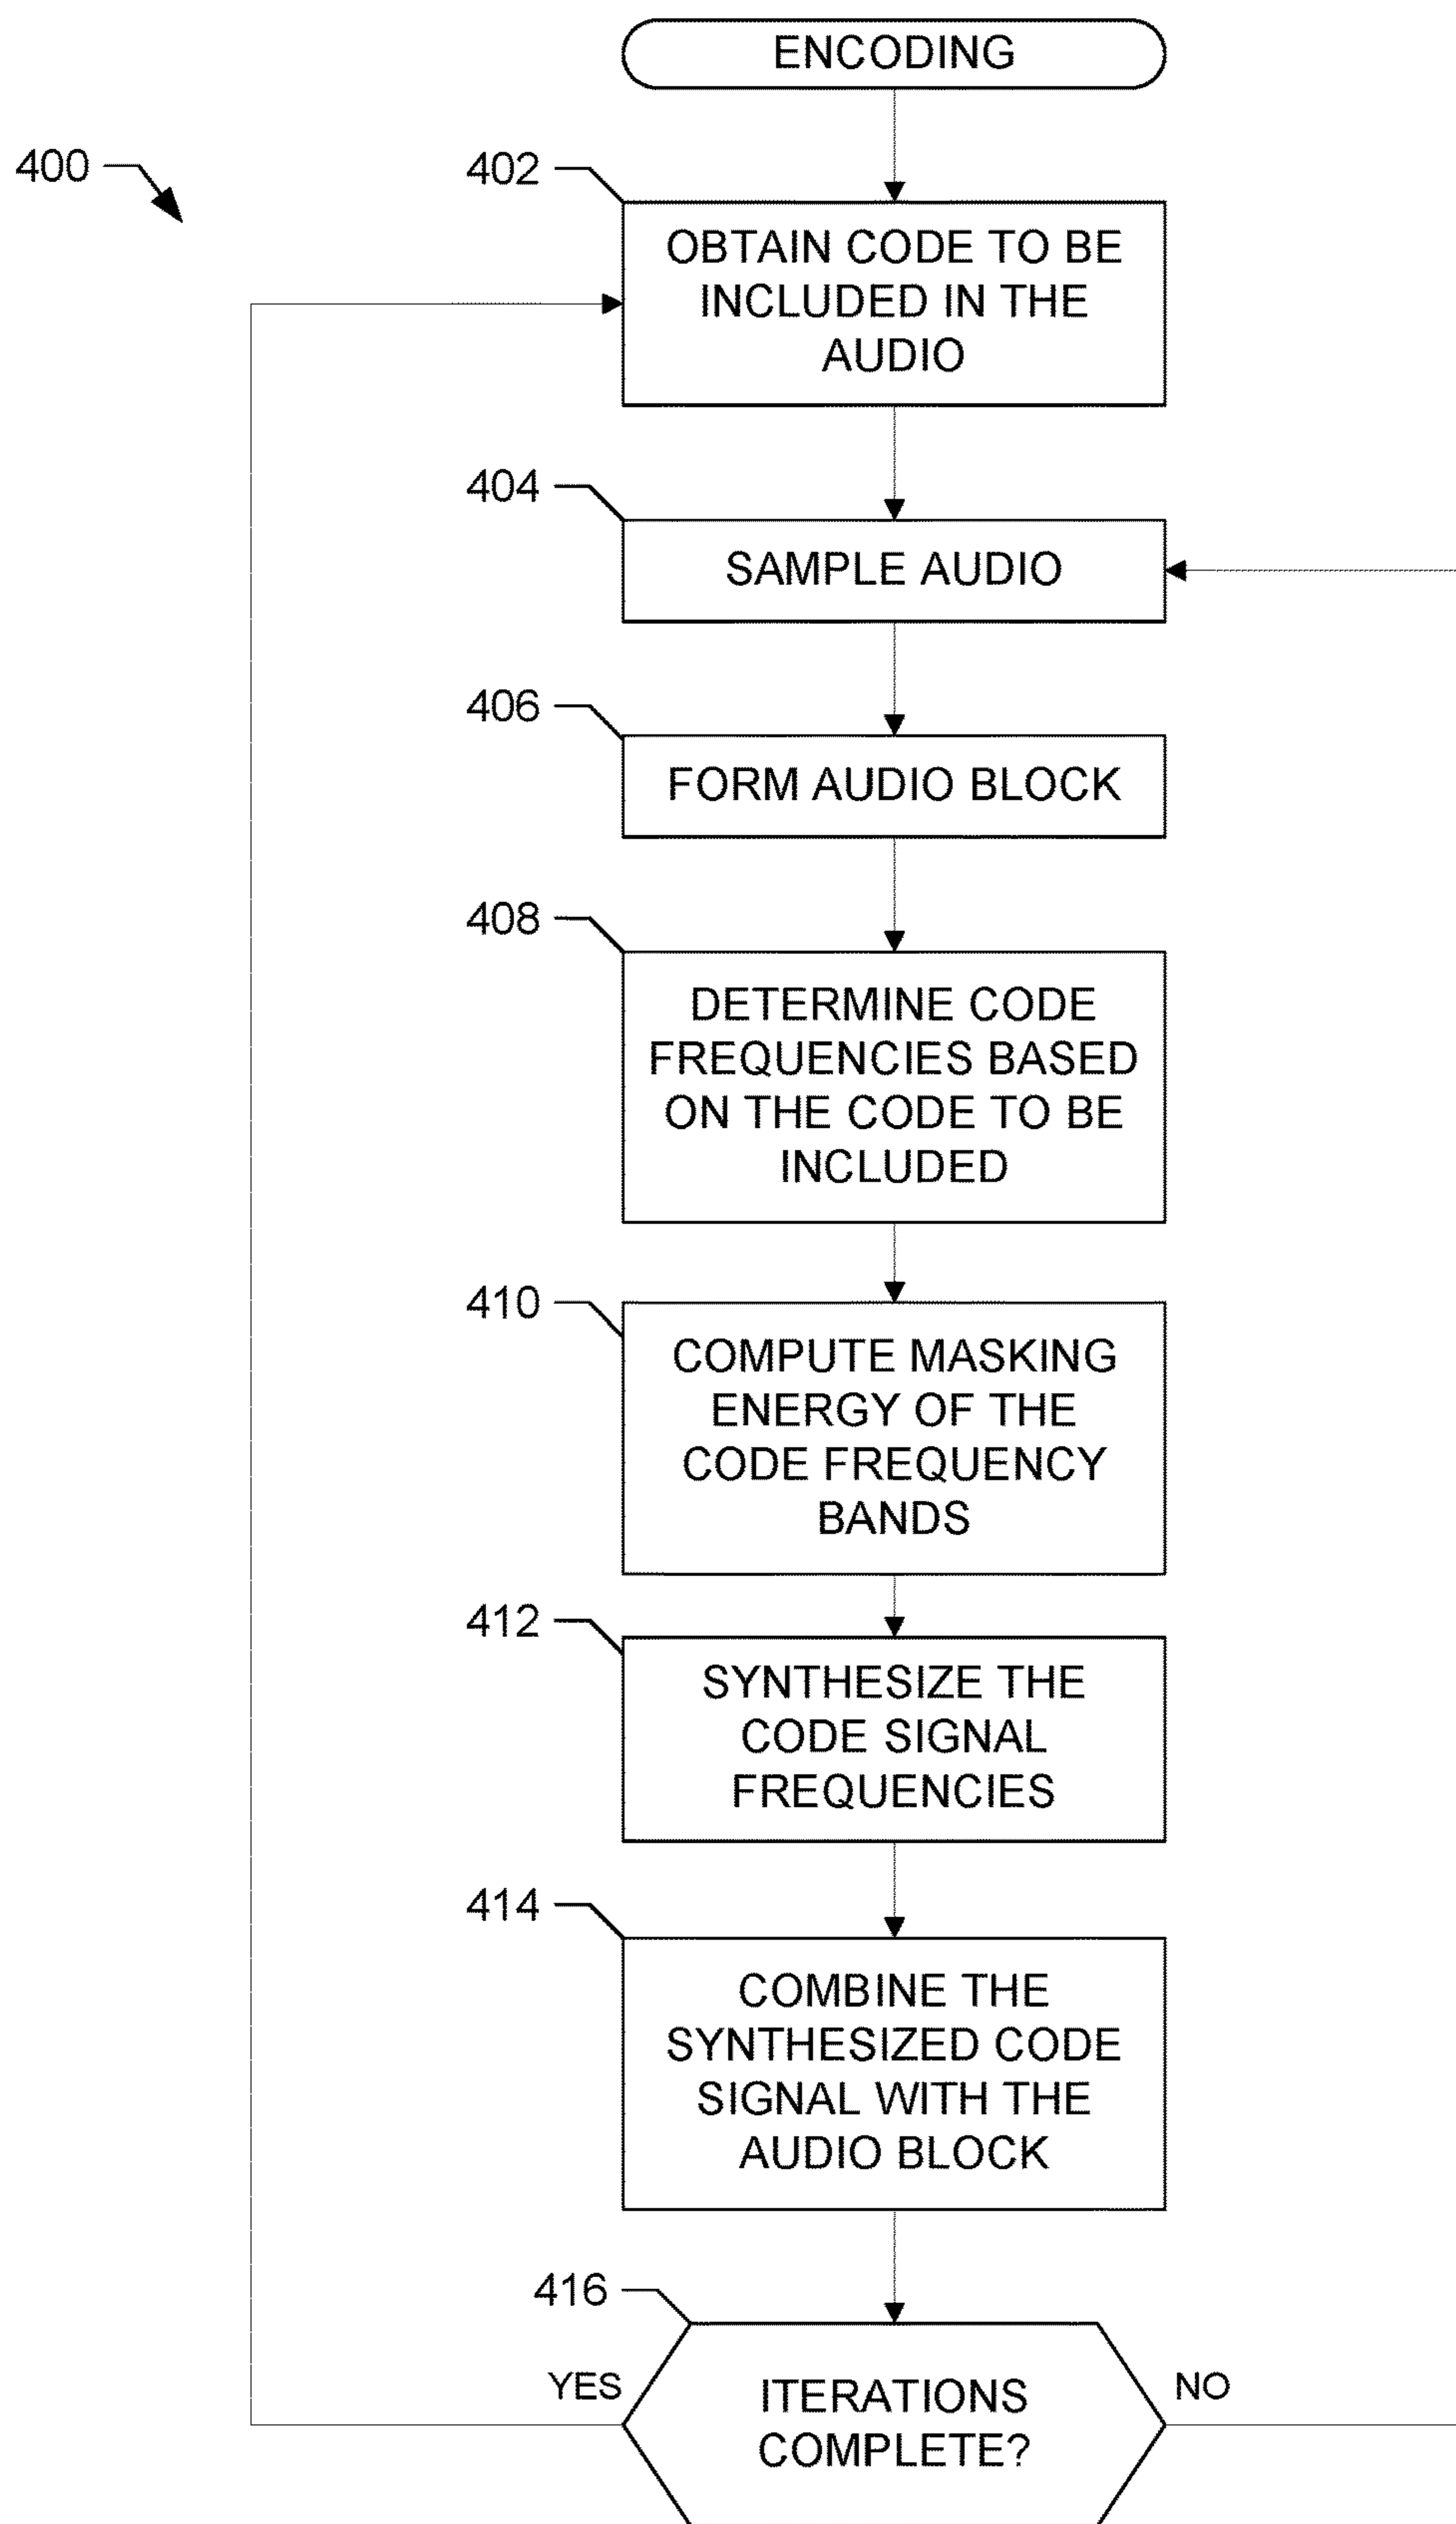 ENCODING
400
402
OBTAIN CODE TO BE
INCLUDED IN THE
AUDIO
404
SAMPLE AUDIO
406
FORM AUDIO BLOCK
408
DETERMINE CODE
FREQUENCIES BASED
ON THE CODE TO BE
INCLUDED
410
COMPUTE MASKING
ENERGY OF THE
CODE FREQUENCY
BANDS
412
SYNTHESIZE THE
CODE SIGNAL
FREQUENCIES
414
COMBINE THE
SYNTHESIZED CODE
SIGNAL WITH THE
AUDIO BLOCK
416
YES
ITERATIONS
COMPLETE?
NO